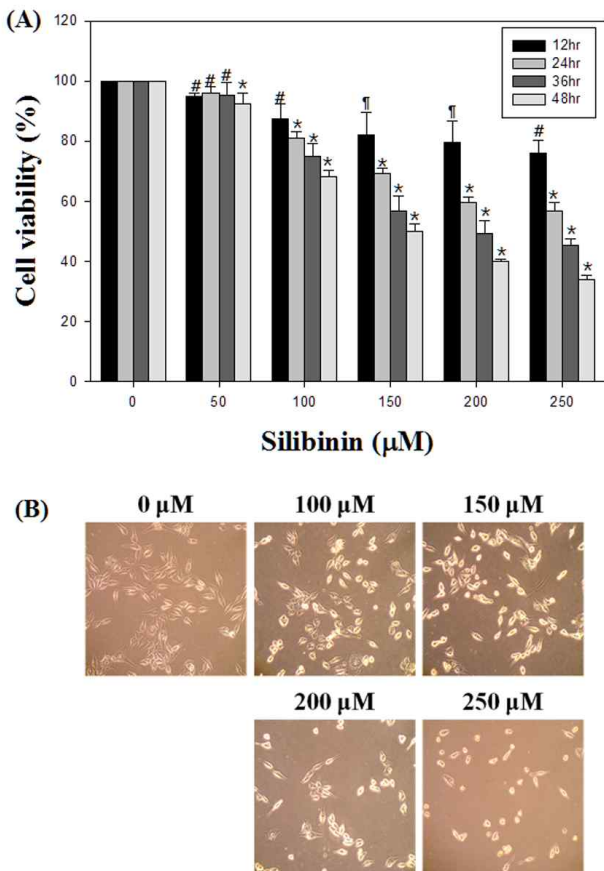 (A)
120
100
80
60
40
20
0
Cell viability (%)
12hr
24hr
36hr
48hr
# # # *
# * * *
¶ * * *
¶ * * *
# * * *
0 50 100 150 200 250
Silibinin (μM)
(B)
0 μM 100 μM 150 μM
200 μM 250 μM